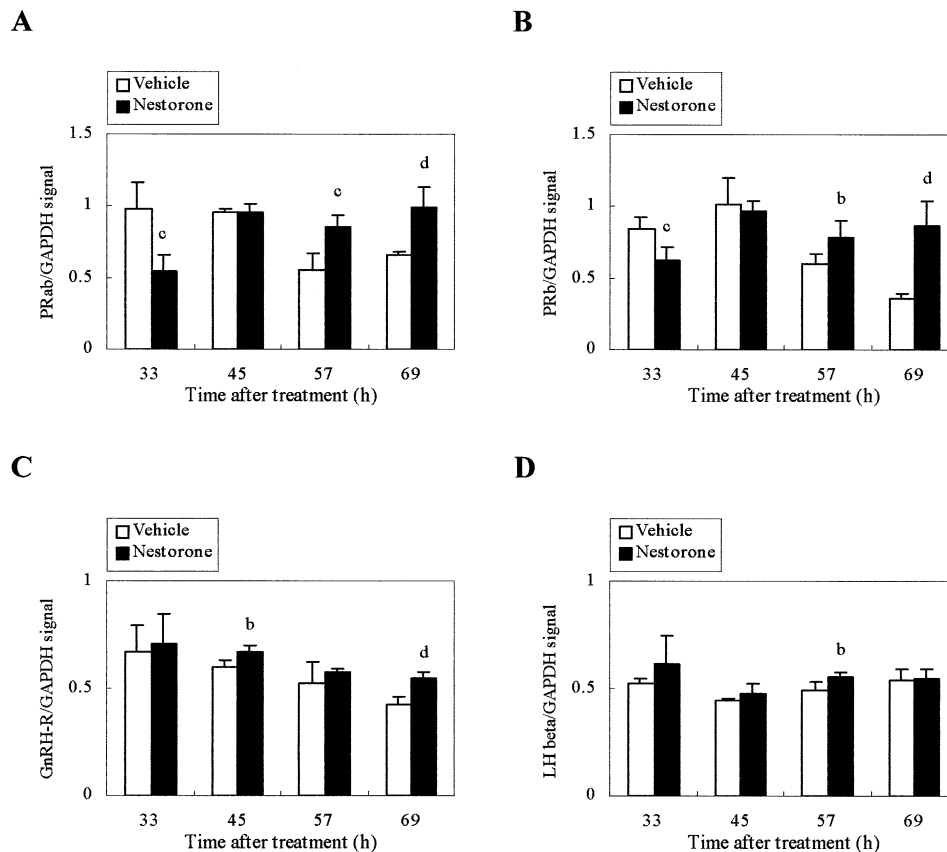 A
Vehicle
Nestorone
1.5
1
0.5
0
PRab/GAPDH signal
c
c
d
33 45 57 69
Time after treatment (h)
B
Vehicle
Nestorone
1.5
1
0.5
0
PRb/GAPDH signal
c
b
d
33 45 57 69
Time after treatment (h)
C
Vehicle
Nestorone
1
0.5
0
GnRH-R/GAPDH signal
b
d
33 45 57 69
Time after treatment (h)
D
Vehicle
Nestorone
1
0.5
0
LH beta/GAPDH signal
b
33 45 57 69
Time after treatment (h)